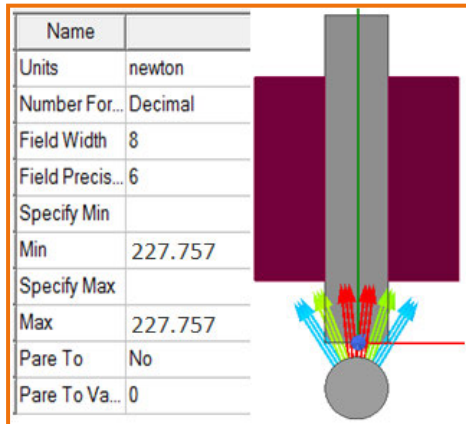 Name
Units newton
Number For... Decimal
Field Width 8
Field Precis... 6
Specify Min
Min 227.757
Specify Max
Max 227.757
Pare To No
Pare To Va... 0